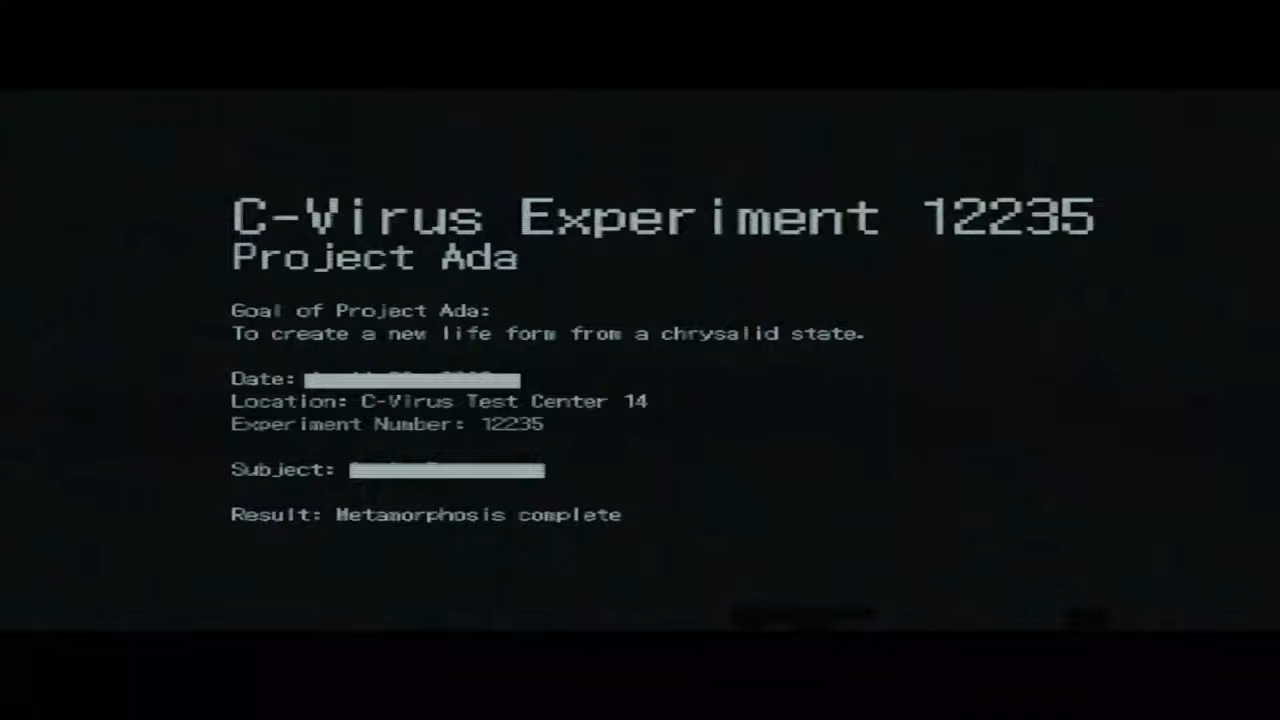 C-Virus Experiment 12235
Project Ada
Goal of Project Ada:
To create a new life form from a chrysalid state.
Date:
Location: C-Virus Test Center 14
Experiment Number: 12235
Subject:
Result: Metamorphosis complete